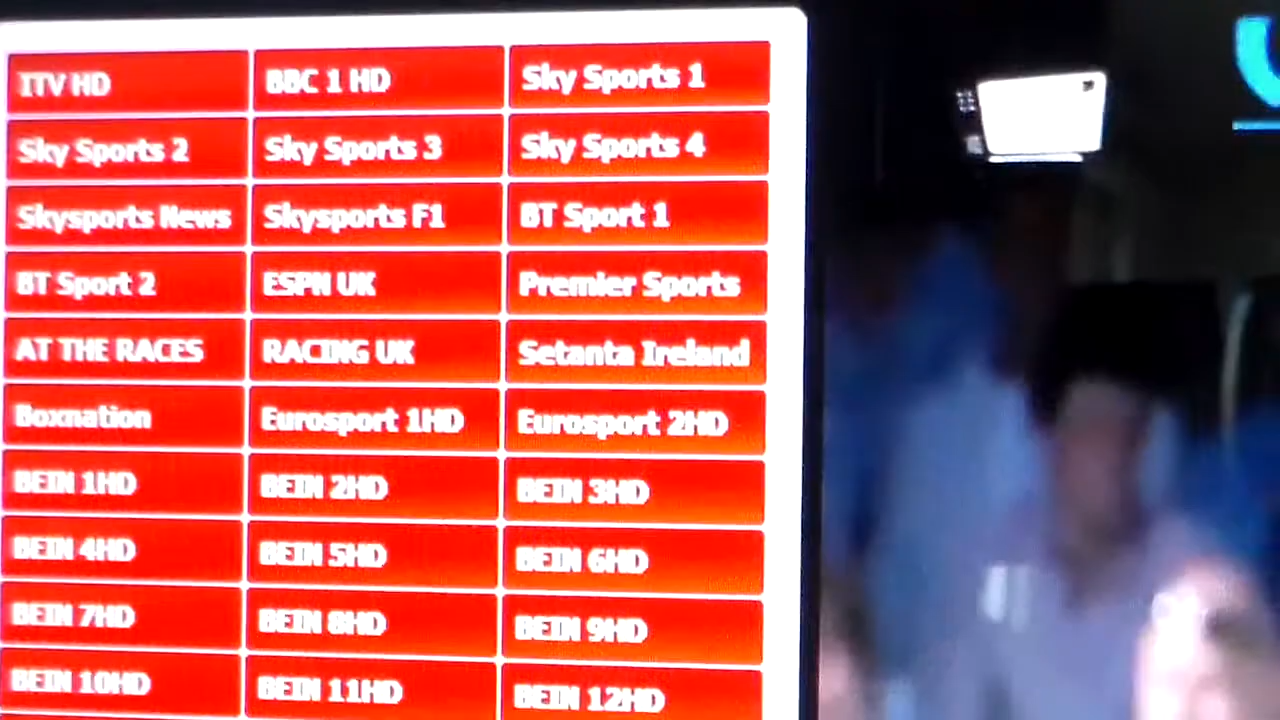 ITV HD
BBC 1 HD
Sky Sports 1
Sky Sports 2
Sky Sports 3
Sky Sports 4
Skysports News
Skysports F1
BT Sport 1
BT Sport 2
ESPN UK
Premier Sports
AT THE RACES
RACING UK
Setanta Ireland
Boxnation
Eurosport 1HD
Eurosport 2HD
BEIN 1HD
BEIN 2HD
BEIN 3HD
BEIN 4HD
BEIN 5HD
BEIN 6HD
BEIN 7HD
BEIN 8HD
BEIN 9HD
BEIN 10HD
BEIN 11HD
BEIN 12HD